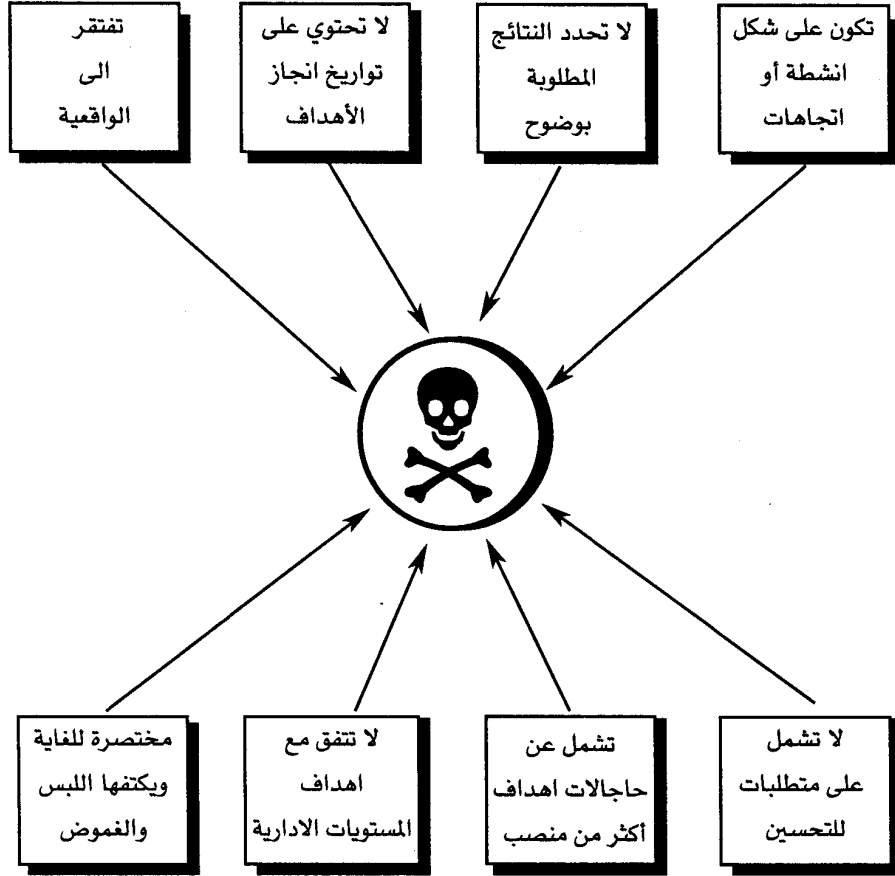 تكون على شكل
انشطة أو
اتجاهات
لا تحدد النتائج
المطلوبة
بوضوح
لا تحتوي على
تواريخ انجاز
الأهداف
تفتقر
الى
الواقعية
لا تشمل
على متطلبات
للتحسين
تشمل عن
حاجالات اهداف
أكثر من منصب
لا تتفق مع
اهداف
المستويات الادارية
مختصرة للغاية
ويكتفها اللبس
والغموض